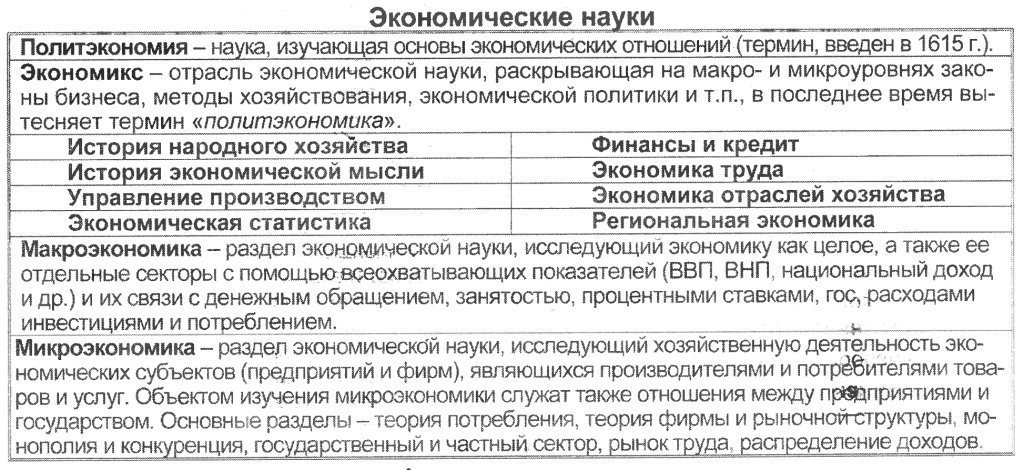 Экономические науки
Политэкономия – наука, изучающая основы экономических отношений (термин, введен в 1615 г.).
Экономикс – отрасль экономической науки, раскрывающая на макро- и микроуровнях зако-
ны бизнеса, методы хозяйствования, экономической политики и т.п., в последнее время вы-
тесняет термин «политэкономика».
История народного хозяйства Финансы и кредит
История экономической мысли Экономика труда
Управление производством Экономика отраслей хозяйства
Экономическая статистика Региональная экономика
Макроэкономика – раздел экономической науки, исследующий экономику как целое, а также ее
отдельные секторы с помощью всеохватывающих показателей (ВВП, ВНП, национальный доход
и др.) и их связи с денежным обращением, занятостью, процентными ставками, гос, расходами
инвестициями и потреблением.
Микроэкономика – раздел экономической науки, исследующий хозяйственную деятельность эко-
номических субъектов (предприятий и фирм), являющихся производителями и потребителями това-
ров и услуг. Объектом изучения микроэкономики служат также отношения между предприятиями и
государством. Основные разделы – теория потребления, теория фирмы и рыночной структуры, мо-
нополия и конкуренция, государственный и частный сектор, рынок труда, распределение доходов.